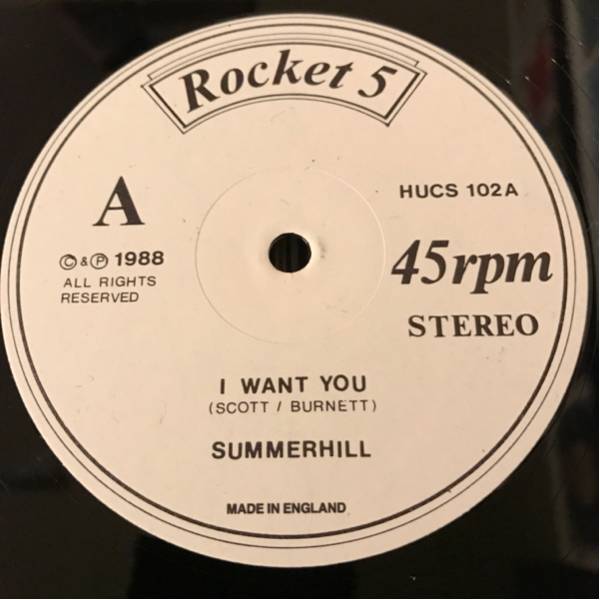 Rocket 5
A
HUCS 102A
© & ℗ 1988
ALL RIGHTS
RESERVED
45rpm
STEREO
I WANT YOU
(SCOTT / BURNETT)
SUMMERHILL
MADE IN ENGLAND